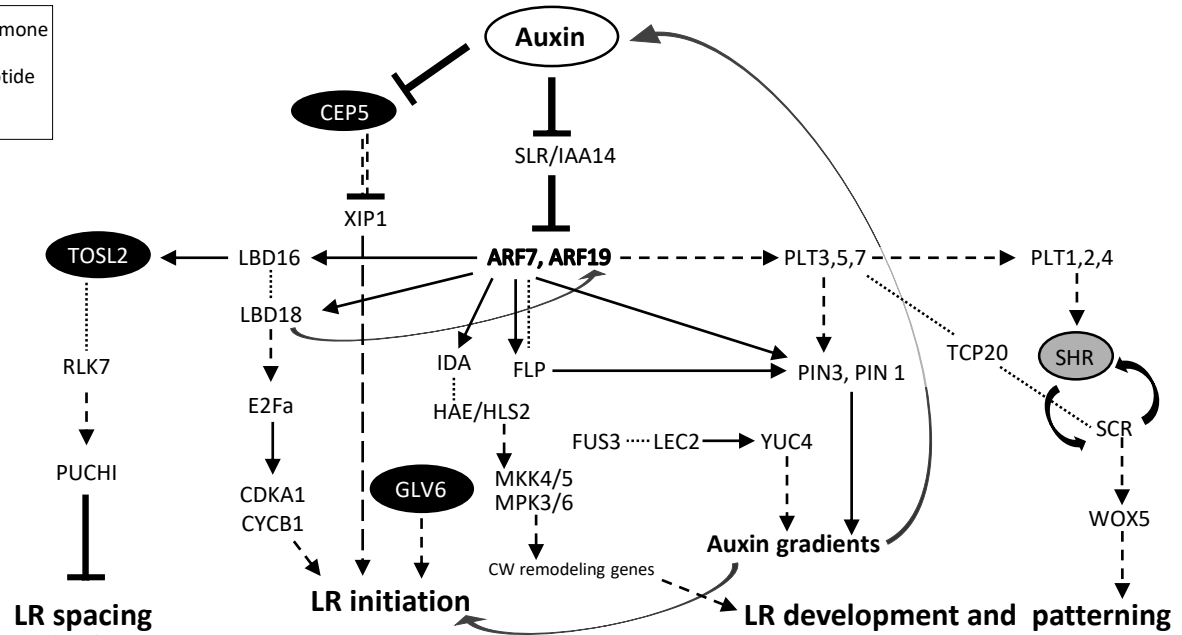 mone
tide
Auxin
CEP5
SLR/IAA14
XIP1
TOSL2
LBD16
ARF7, ARF19
PLT3,5,7
PLT1,2,4
LBD18
RLK7
IDA
FLP
PIN3, PIN 1
TCP20
SHR
E2Fa
HAE/HLS2
SCR
FUS3
LEC2
YUC4
PUCHI
CDKA1
CYCB1
GLV6
MKK4/5
MPK3/6
WOX5
Auxin gradients
CW remodeling genes
LR spacing
LR initiation
LR development and patterning